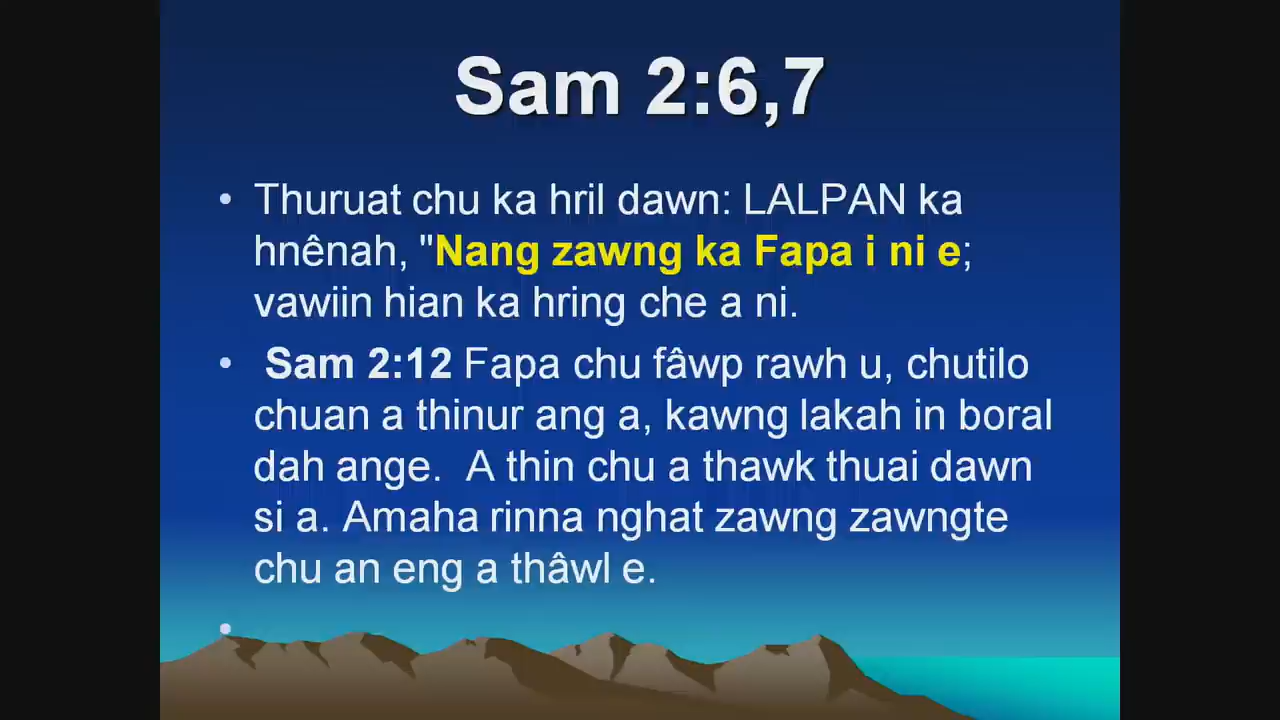 Sam 2:6,7
• Thuruat chu ka hril dawn: LALPAN ka
hnênah, "Nang zawng ka Fapa i ni e;
vawiin hian ka hring che a ni.
• Sam 2:12 Fapa chu fâwp rawh u, chutilo
chuan a thinur ang a, kawng lakah in boral
dah ange. A thin chu a thawk thuai dawn
si a. Amaha rinna nghat zawng zawngte
chu an eng a thâwl e.